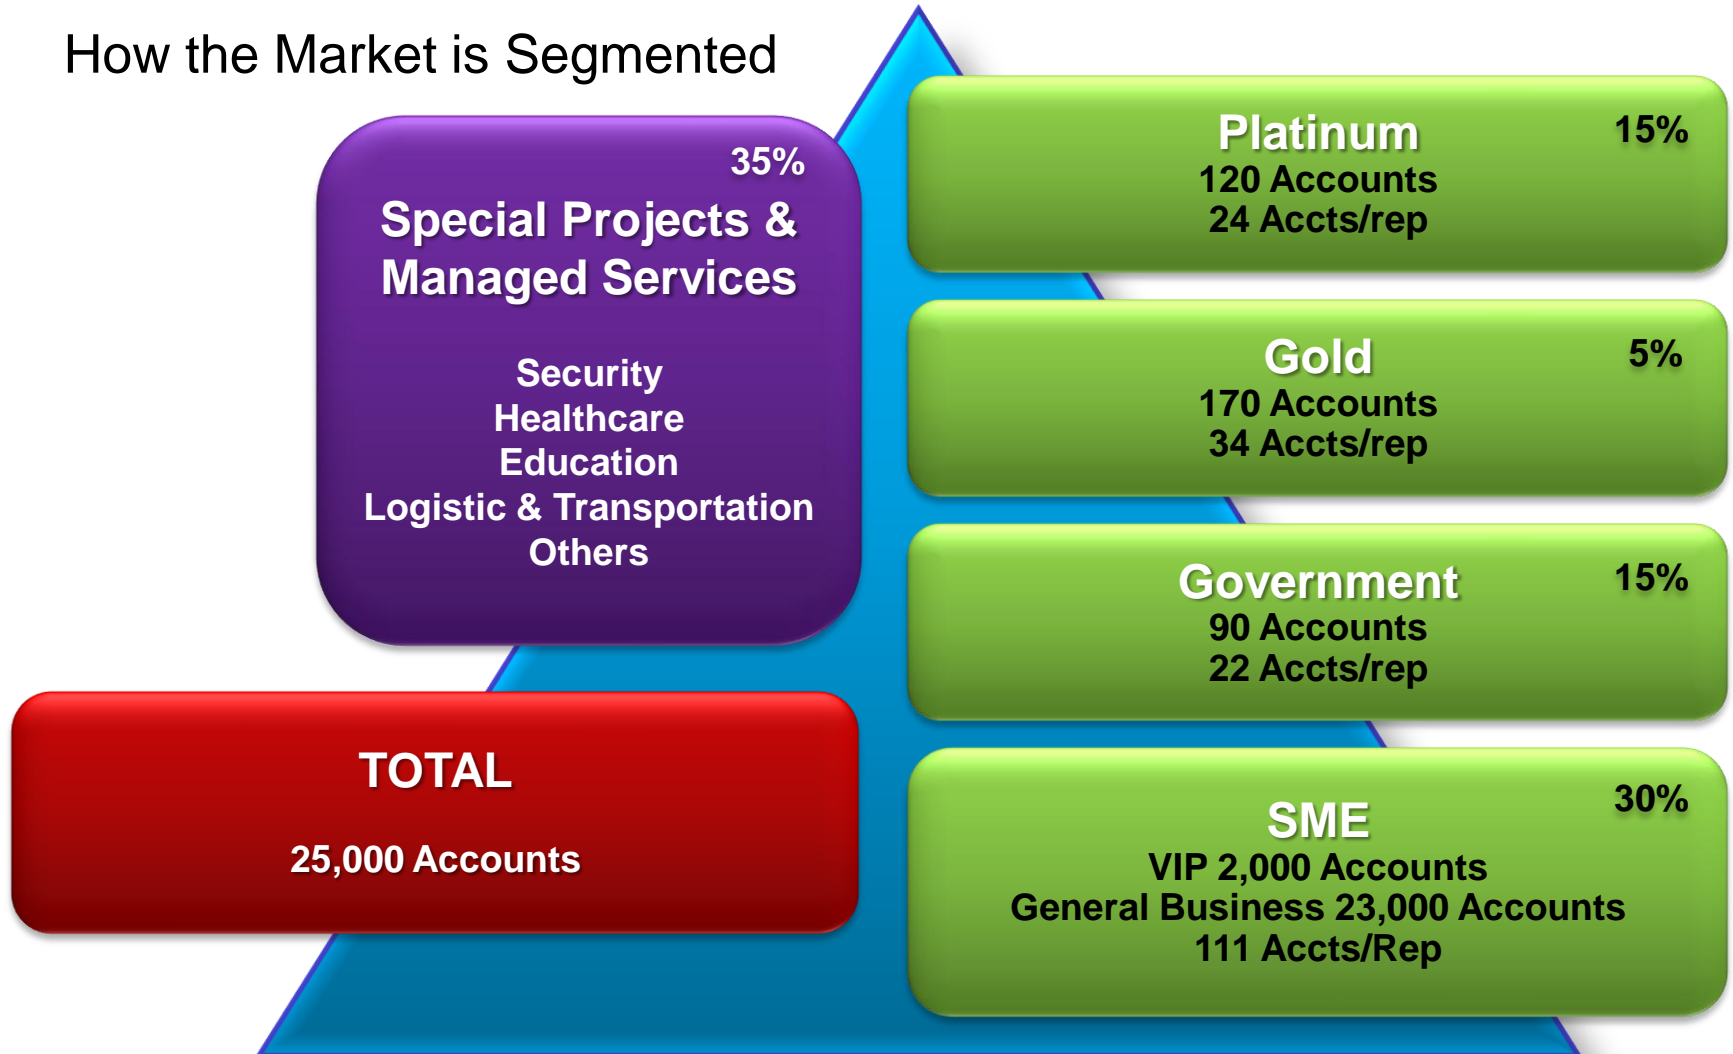 How the Market is Segmented
35%
Special Projects &
Managed Services
Security
Healthcare
Education
Logistic & Transportation
Others
TOTAL
25,000 Accounts
Platinum
15%
120 Accounts
24 Accts/rep
Gold
5%
170 Accounts
34 Accts/rep
Government
15%
90 Accounts
22 Accts/rep
SME
30%
VIP 2,000 Accounts
General Business 23,000 Accounts
111 Accts/Rep